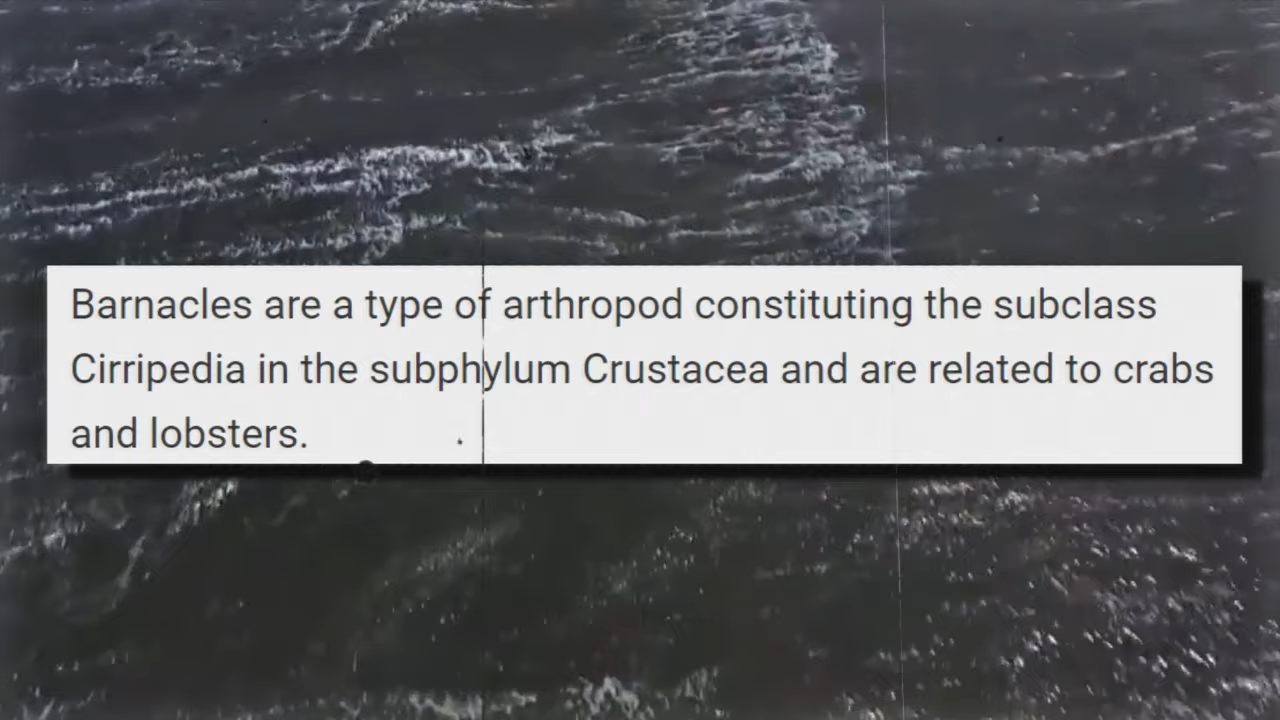 Barnacles are a type of arthropod constituting the subclass
Cirripedia in the subphylum Crustacea and are related to crabs
and lobsters.